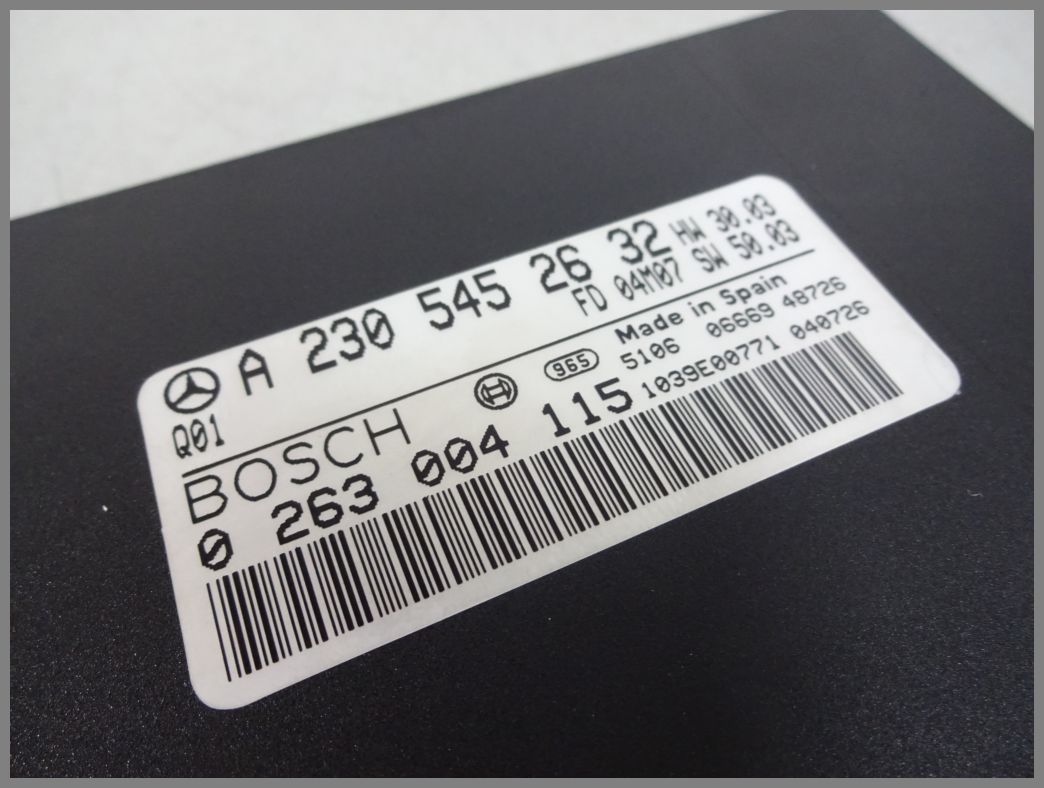 A 230 545 26 32 HW 30.03
Q01 FD 04M07 SW 50.03
BOSCH 965 Made in Spain
5106 06669 48726
0 263 004 115 1039E00771 040726